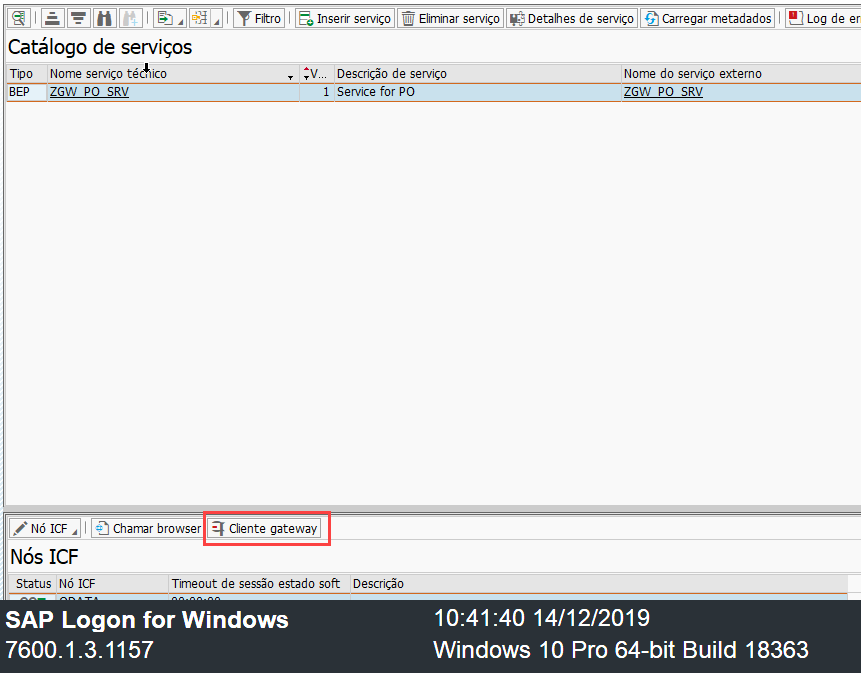 Filtro Inserir serviço Eliminar serviço Detalhes de serviço Carregar metadados Log de er
Catálogo de serviços
Tipo Nome serviço técnico V... Descrição de serviço Nome do serviço externo
BEP ZGW_PO_SRV 1 Service for PO ZGW_PO_SRV
Nó ICF Chamar browser Cliente gateway
Nós ICF
Status Nó ICF Timeout de sessão estado soft Descrição
ODATA 00:00:00
SAP Logon for Windows 10:41:40 14/12/2019
7600.1.3.1157 Windows 10 Pro 64-bit Build 18363